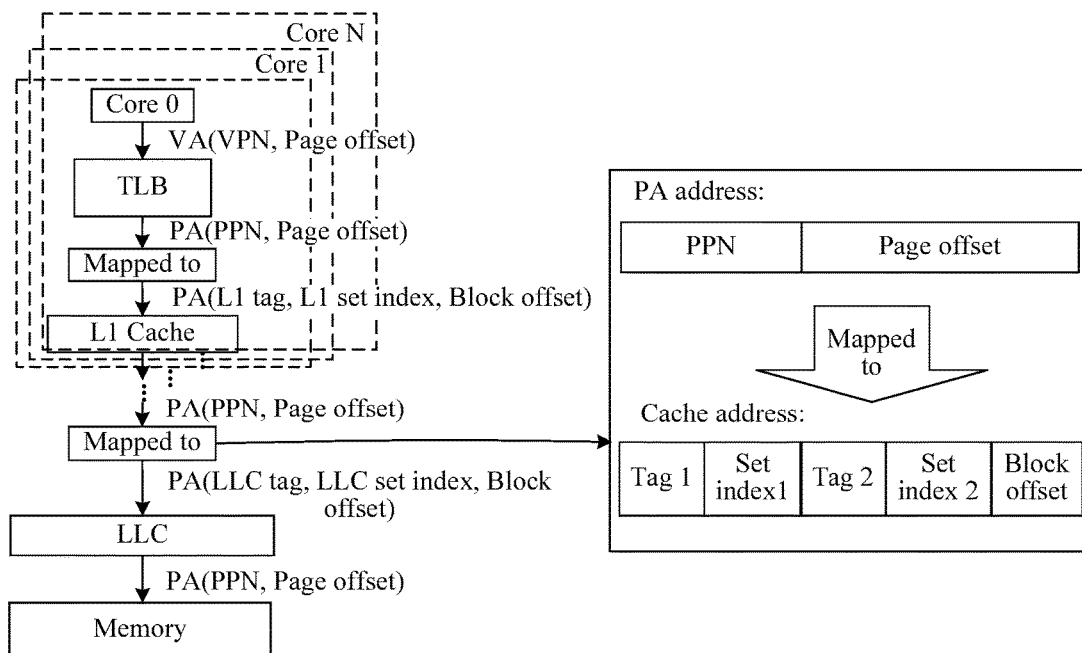 Core N
Core 1
Core 0
VA(VPN, Page offset)
TLB
PA(PPN, Page offset)
Mapped to
PA(L1 tag, L1 set index, Block offset)
L1 Cache
PA(PPN, Page offset)
Mapped to
PA(LLC tag, LLC set index, Block
offset)
LLC
PA(PPN, Page offset)
Memory
PA address:
PPN
Page offset
Mapped
to
Cache address:
Tag 1
Set
index1
Tag 2
Set
index 2
Block
offset